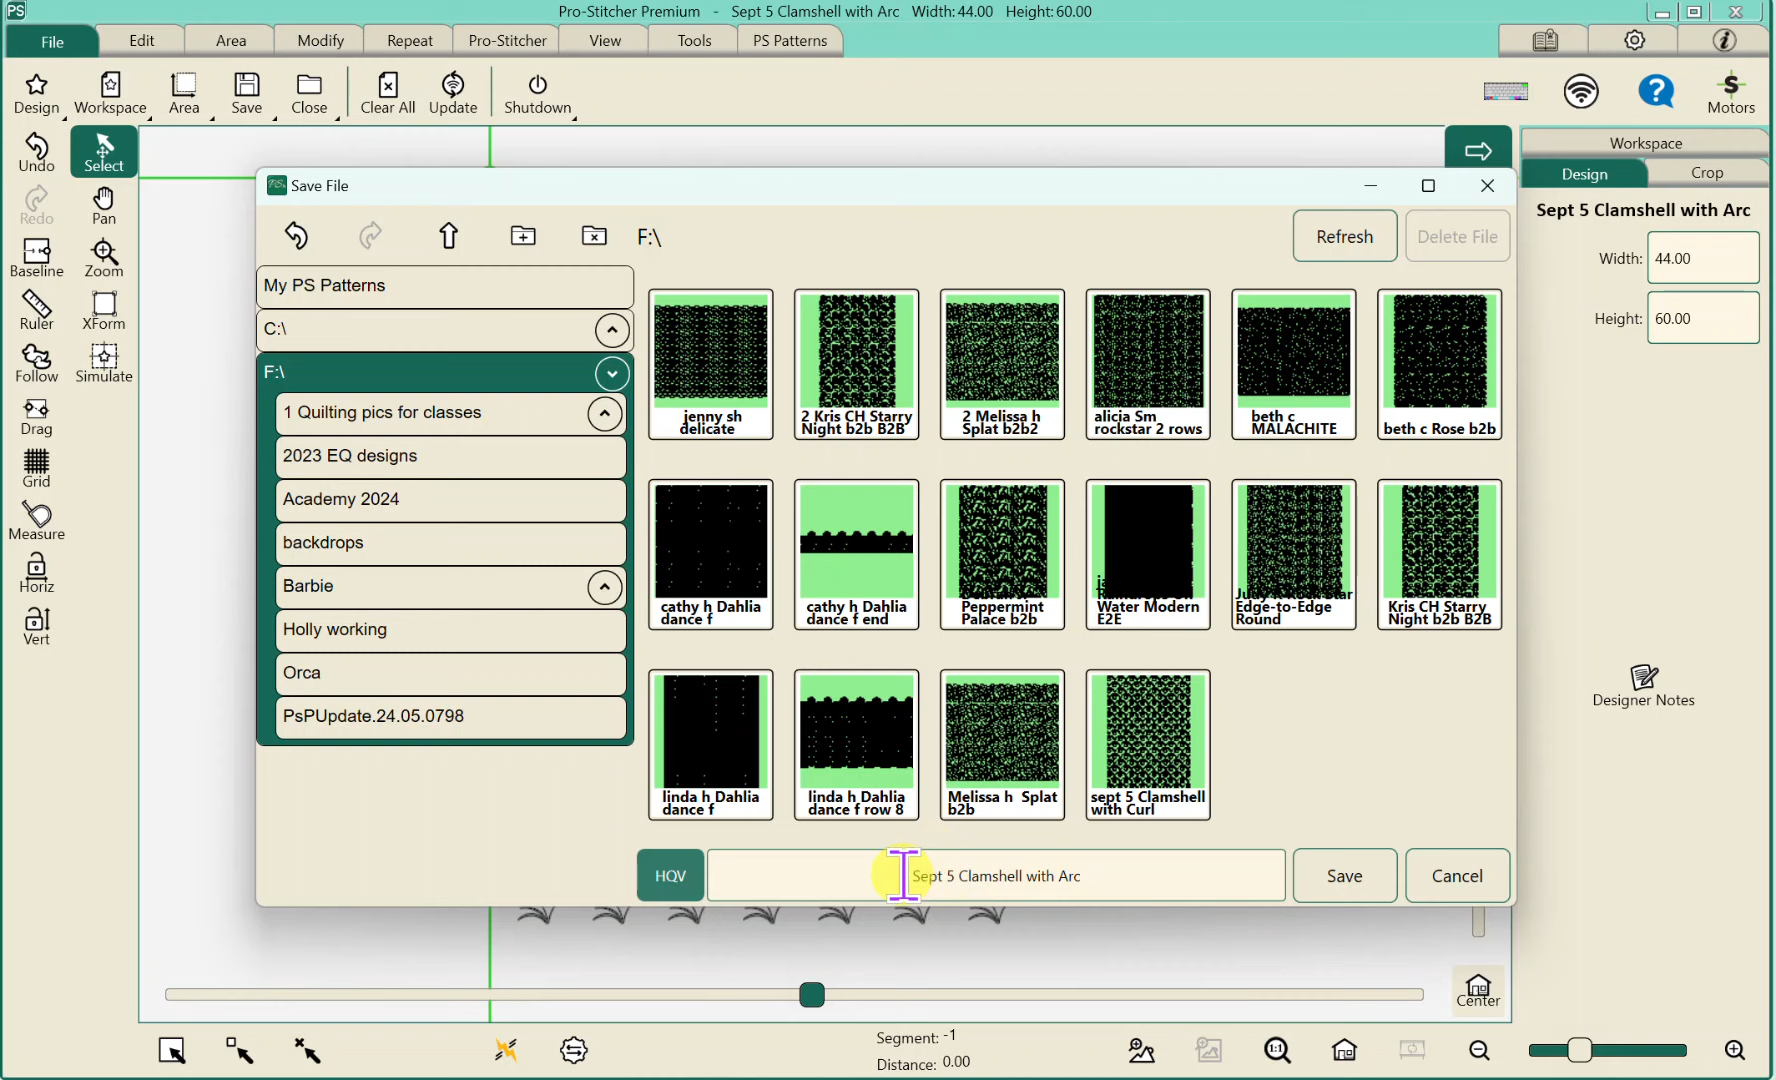 PS
Pro-Stitcher Premium - Sept 5 Clamshell with Arc Width: 44.00 Height: 60.00
File
Edit
Area
Modify
Repeat
Pro-Stitcher
View
Tools
PS Patterns
Design
Workspace
Area
Save
Close
Clear All
Update
Shutdown
Motors
Undo
Select
Redo
Pan
Baseline
Zoom
Ruler
XForm
Follow
Simulate
Drag
Grid
Measure
Horiz
Vert
Save File
F:\
Refresh
Delete File
My PS Patterns
C:\
F:\
1 Quilting pics for classes
2023 EQ designs
Academy 2024
backdrops
Barbie
Holly working
Orca
PsPUpdate.24.05.0798
jenny sh
delicate
2 Kris CH Starry
Night b2b B2B
2 Melissa h
Splat b2b2
alicia Sm
rockstar 2 rows
beth c
MALACHITE
beth c Rose b2b
cathy h Dahlia
dance f
cathy h Dahlia
dance f end
Peppermint
Palace b2b
Water Modern
E2E
Edge-to-Edge
Round
Kris CH Starry
Night b2b B2B
linda h Dahlia
dance f
linda h Dahlia
dance f row 8
Melissa h Splat
b2b
sept 5 Clamshell
with Curl
HQV
Sept 5 Clamshell with Arc
Save
Cancel
Workspace
Design
Crop
Sept 5 Clamshell with Arc
Width: 44.00
Height: 60.00
Designer Notes
Center
Segment: -1
Distance: 0.00
1:1